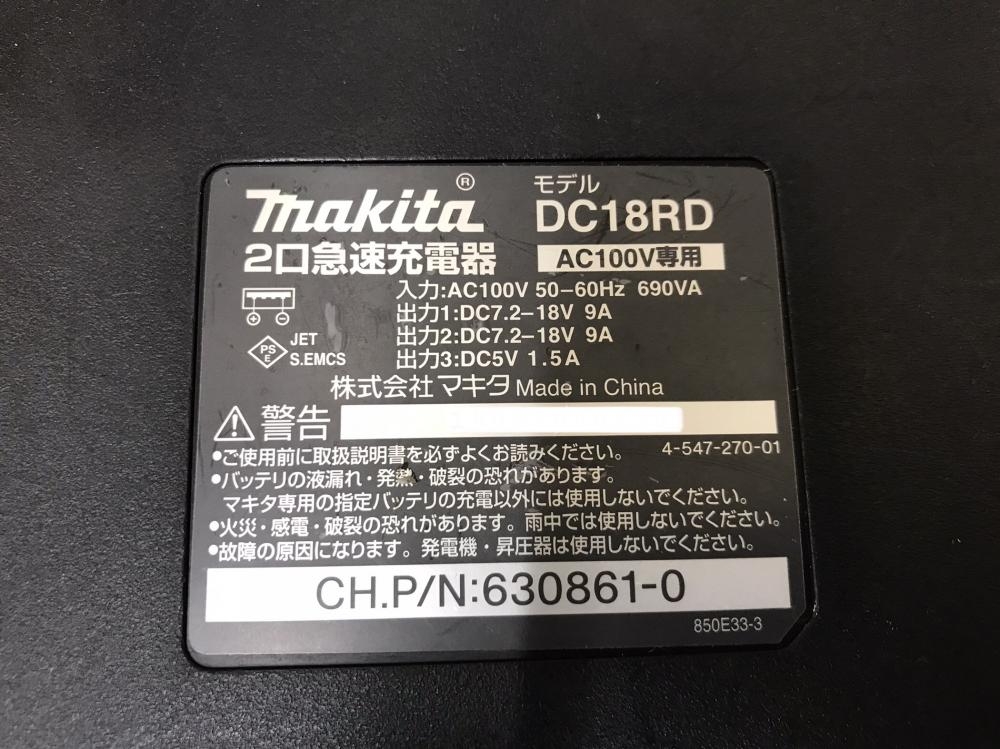 makita®
モデル
DC18RD
2口急速充電器
AC100V専用
入力:AC100V 50–60Hz 690VA
出力1:DC7.2–18V 9A
出力2:DC7.2–18V 9A
出力3:DC5V 1.5A
⊕ ⊖
PS
E
JET
S.EMCS
株式会社 マキタ Made in China
警告
4-547-270-01
•ご使用前に取扱説明書を必ずよくお読みください。
•バッテリの液漏れ・発熱・破裂の恐れがあります。
マキタ専用の指定バッテリの充電以外には使用しないでください。
•火災・感電・破裂の恐れがあります。雨中では使用しないでください。
•故障の原因になります。発電機・昇圧器は使用しないでください。
CH.P/N:630861-0
850E33-3